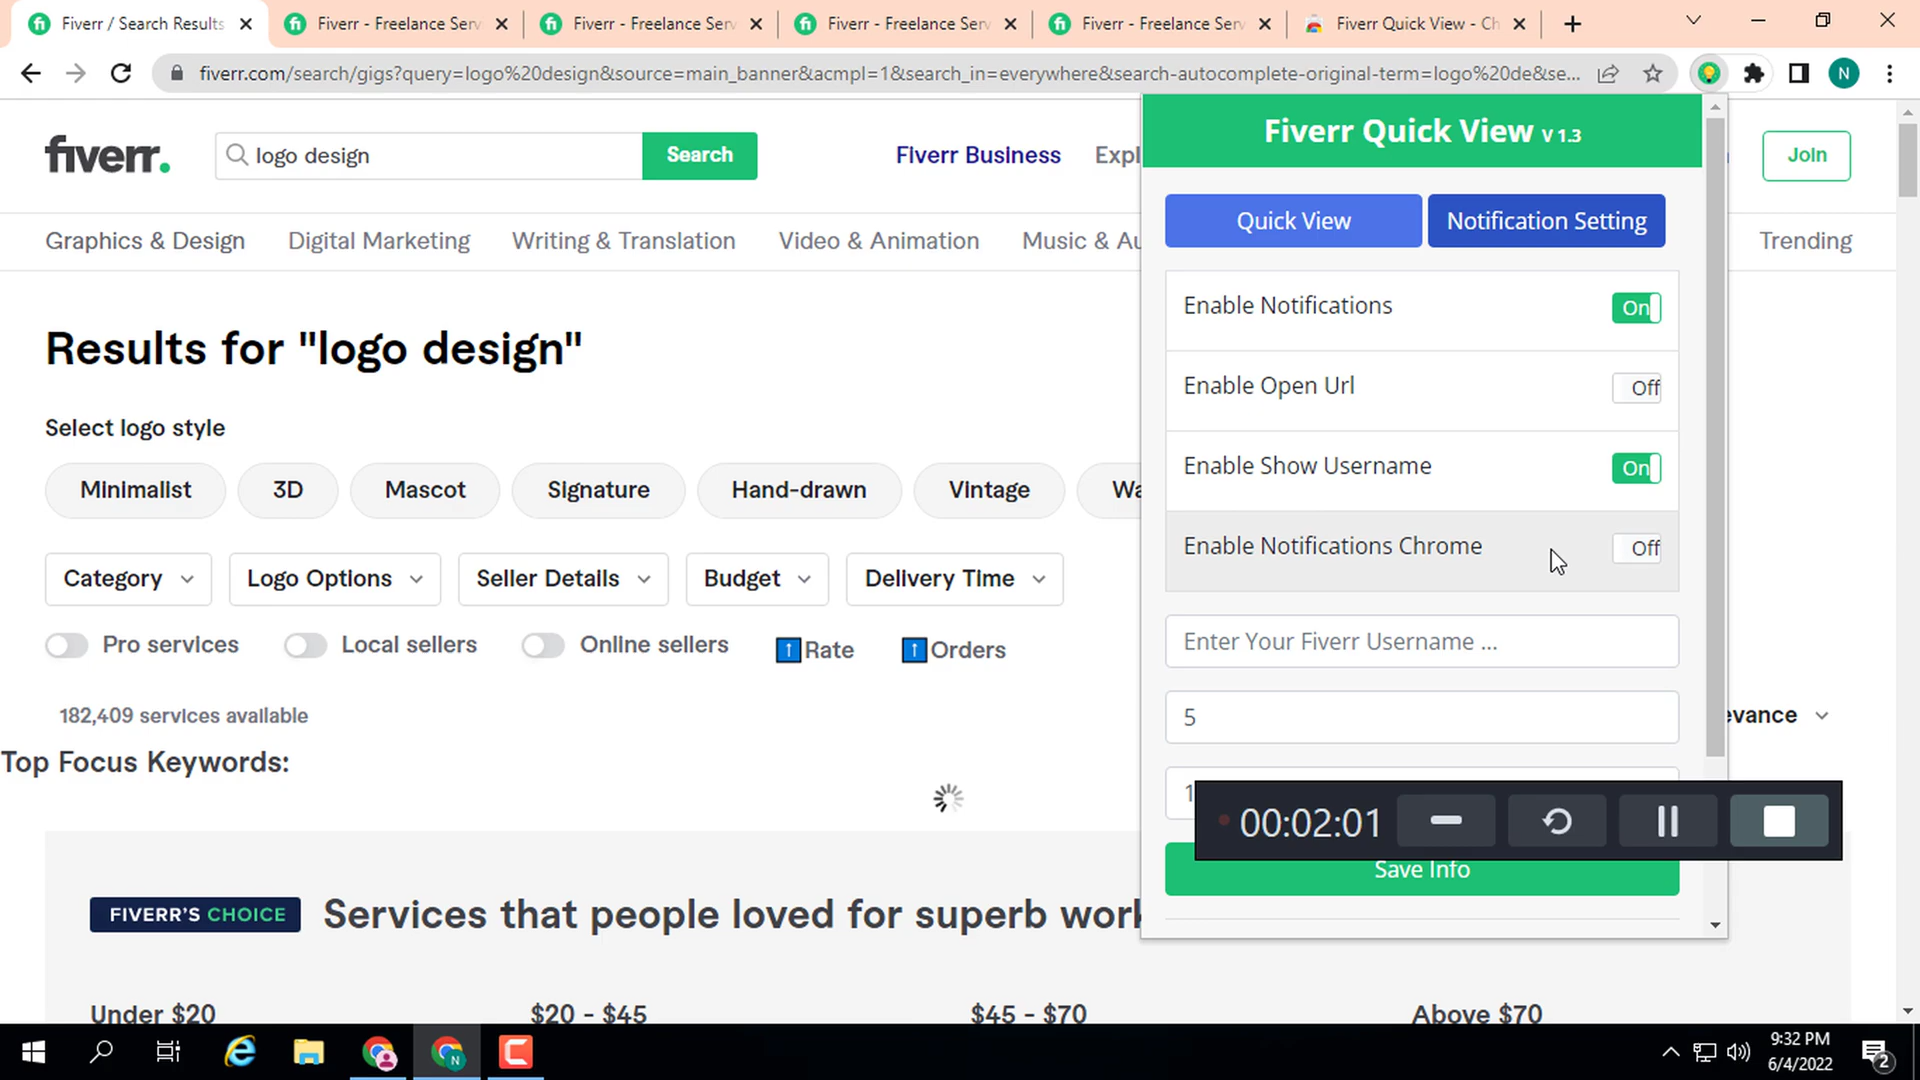 Fiverr / Search Results
Fiverr - Freelance Serv
Fiverr - Freelance Serv
Fiverr - Freelance Serv
Fiverr - Freelance Serv
Fiverr Quick View - Ch
fiverr.com/search/gigs?query=logo%20design&source=main_banner&acmpl=1&search_in=everywhere&search-autocomplete-original-term=logo%20de&se...
N
fiverr.
logo design
Search
Fiverr Business
Expl
Join
Graphics & Design
Digital Marketing
Writing & Translation
Video & Animation
Music & Au
Trending
Results for "logo design"
Select logo style
Minimalist
3D
Mascot
Signature
Hand-drawn
Vintage
Wa
Category
Logo Options
Seller Details
Budget
Delivery Time
Pro services
Local sellers
Online sellers
Rate
Orders
182,409 services available
evance
Top Focus Keywords:
FIVERR'S CHOICE
Services that people loved for superb work
Under $20
$20 - $45
$45 - $70
Above $70
Fiverr Quick View V 1.3
Quick View
Notification Setting
Enable Notifications
On
Enable Open Url
Off
Enable Show Username
On
Enable Notifications Chrome
Off
Enter Your Fiverr Username ...
5
1
00:02:01
Save Info
N
9:32 PM
6/4/2022
2